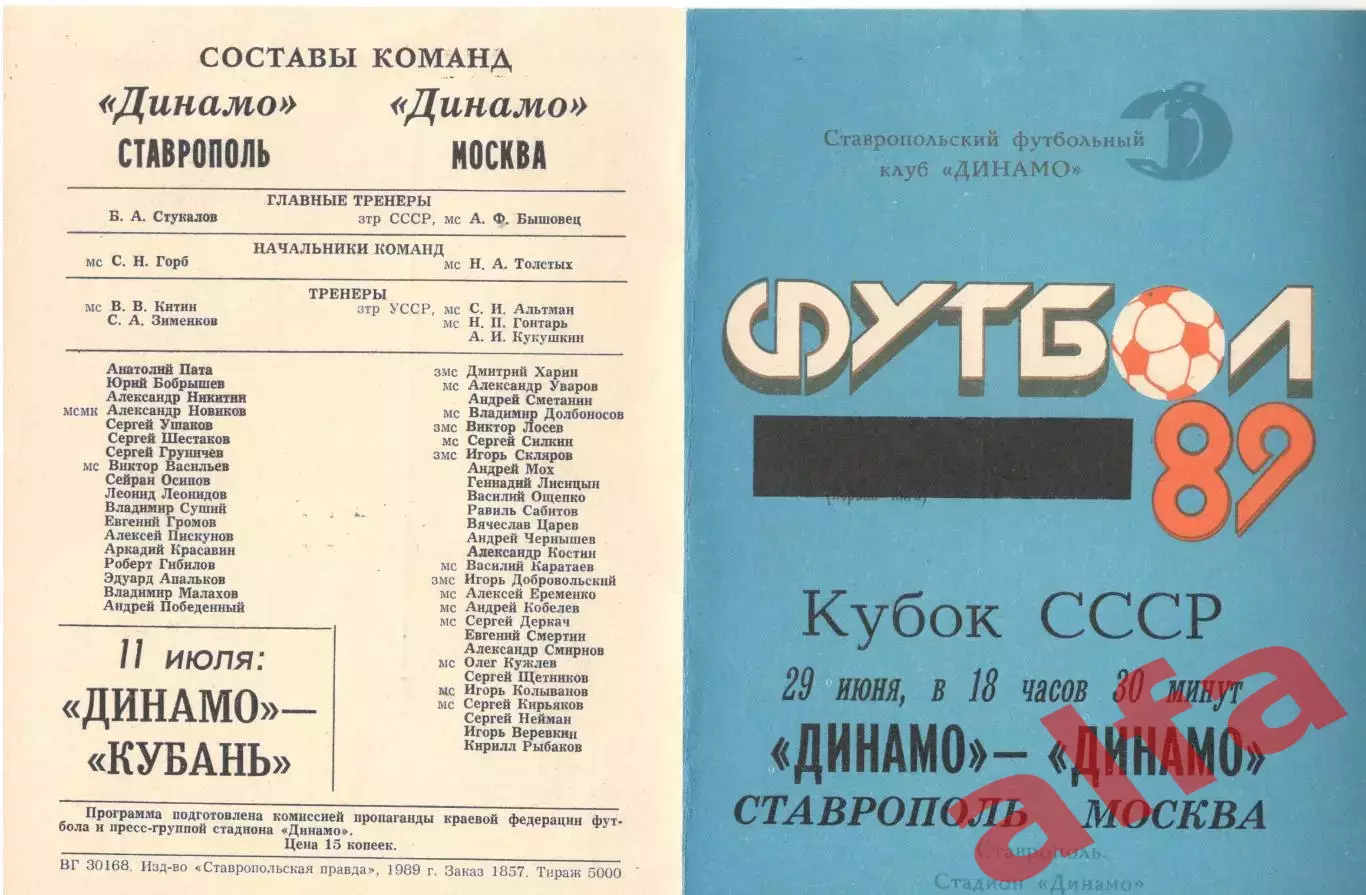 СОСТАВЫ КОМАНД
«Динамо» «Динамо»
СТАВРОПОЛЬ МОСКВА
ГЛАВНЫЕ ТРЕНЕРЫ
Б. А. Стукалов зтр СССР, мс А. Ф. Бышовец
НАЧАЛЬНИКИ КОМАНД
мс С. Н. Горб мс Н. А. Толстых
ТРЕНЕРЫ
мс В. В. Китин зтр УССР, мс С. И. Альтман
С. А. Зименков мс Н. П. Гонтарь
А. И. Кукушкин
Анатолий Пата
Юрий Бобрышев
Александр Никитин
мсмк Александр Новиков
Сергей Ушаков
Сергей Шестаков
Сергей Груничев
мс Виктор Васильев
Сейран Осипов
Леонид Леонидов
Владимир Суший
Евгений Громов
Алексей Пискунов
Аркадий Красавин
Роберт Гибилов
Эдуард Апальков
Владимир Малахов
Андрей Победенный
змс Дмитрий Харин
мс Александр Уваров
Андрей Сметанин
мс Владимир Долбоносов
змс Виктор Лосев
мс Сергей Силкин
змс Игорь Скляров
Андрей Мох
Геннадий Лисицын
Василий Ощепко
Равиль Сабитов
Вячеслав Царев
Андрей Чернышев
Александр Костин
мс Василий Каратаев
змс Игорь Добровольский
мс Алексей Еременко
мс Андрей Кобелев
мс Сергей Деркач
Евгений Смертин
Александр Смирнов
мс Олег Кужлев
Сергей Щетников
мс Игорь Колыванов
мс Сергей Кирьяков
Сергей Нейман
Игорь Веревкин
Кирилл Рыбаков
11 июля:
«ДИНАМО»—
«КУБАНЬ»
Программа подготовлена комиссией пропаганды краевой федерации фут-
бола и пресс-группой стадиона «Динамо».
Цена 15 копеек.
ВГ 30168. Изд-во «Ставропольская правда», 1989 г. Заказ 1857. Тираж 5000
Ставропольский футбольный
клуб «ДИНАМО»
Д
ФУТБОЛ
89
Кубок СССР
29 июня, в 18 часов 30 минут
«ДИНАМО»— «ДИНАМО»
СТАВРОПОЛЬ МОСКВА
Ставрополь.
Стадион «Динамо»
alfa